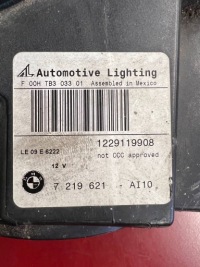 AL Automotive Lighting
F 00H TB3 033 01 Assembled in Mexico
1229119908
LE 09 E 6222
not CCC approved
12 V
7 219 621 - AI10